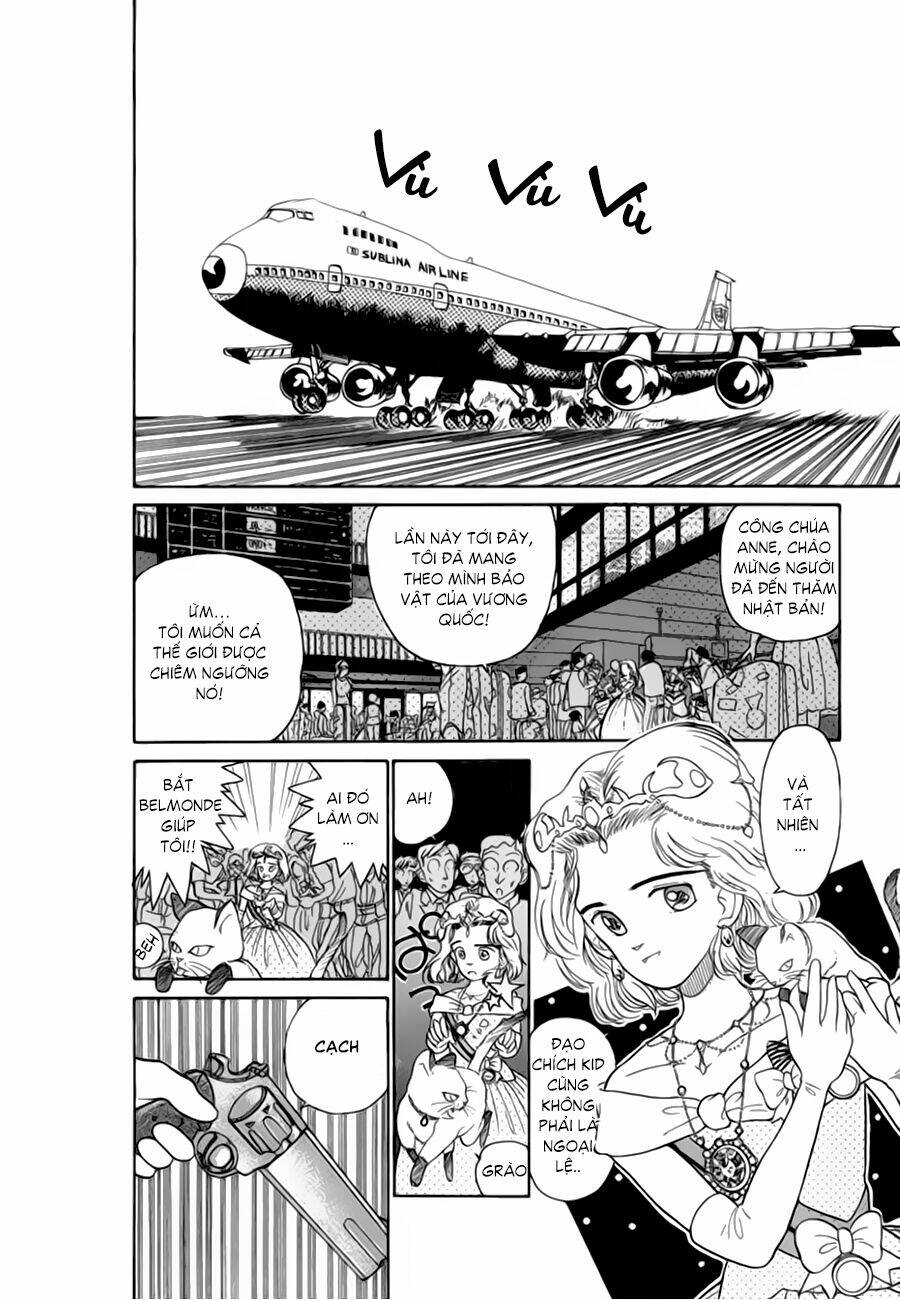 Vù Vù Vù
SUBLINA AIR LINE
CÔNG CHÚA
ANNE, CHÀO
MỪNG NGƯỜI
ĐÃ ĐẾN THĂM
NHẬT BẢN!
LẦN NÀY TỚI ĐÂY,
TÔI ĐÃ MANG
THEO MÌNH BẢO
VẬT CỦA VƯƠNG
QUỐC!
ỪM...
TÔI MUỐN CẢ
THẾ GIỚI ĐƯỢC
CHIÊM NGƯỠNG
NÓ!
VÀ
TẤT
NHIÊN
...
ĐẠO
CHÍCH KID
CŨNG
KHÔNG
PHẢI LÀ
NGOẠI
LỆ..
AH!
ばっ
GRÀO
AI ĐÓ
LÀM ƠN
...
BẮT
BELMONDE
GIÚP
TÔI!!
BEH
CẠCH